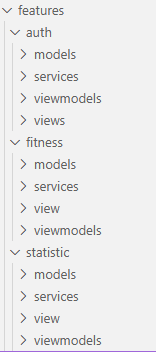 features
auth
models
services
viewmodels
views
fitness
models
services
view
viewmodels
statistic
models
services
view
viewmodels